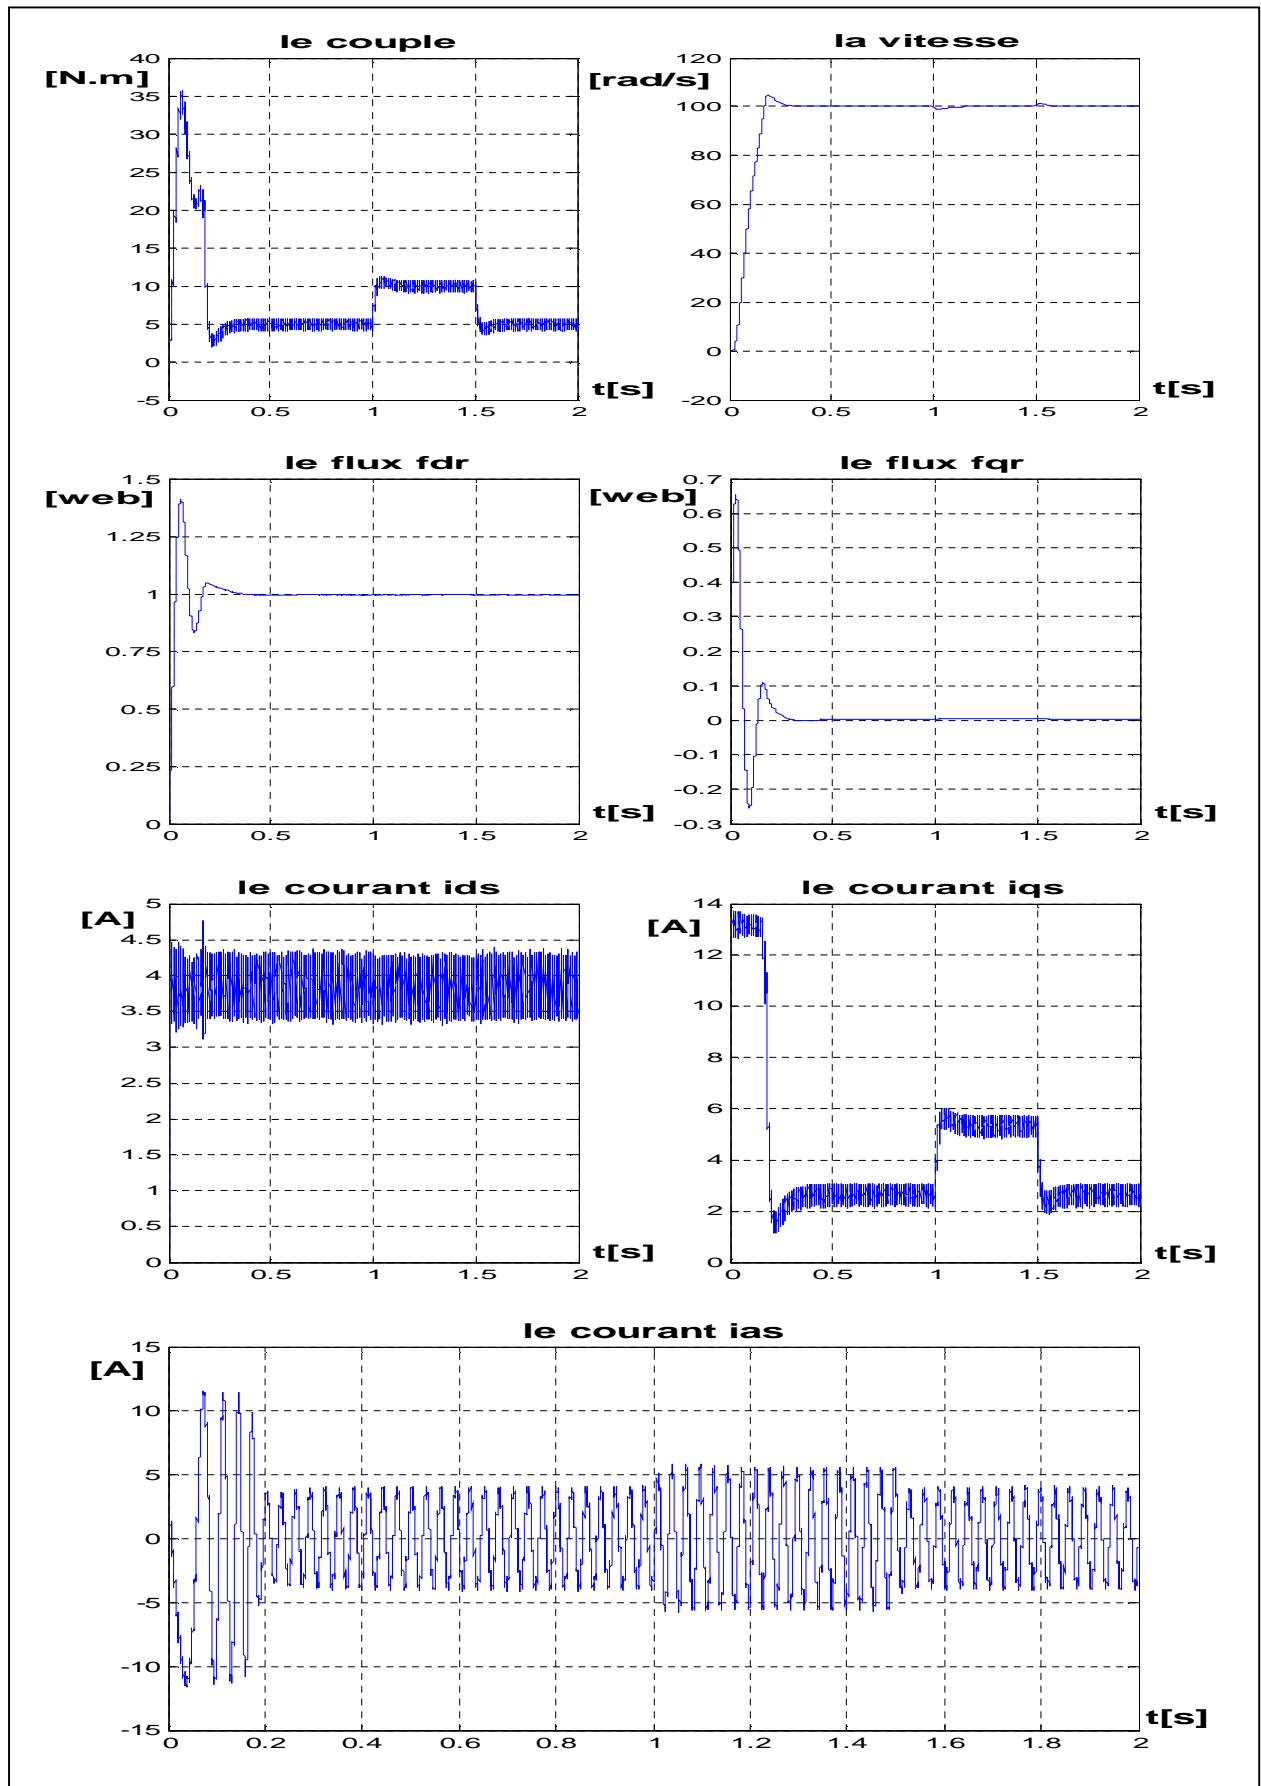 le couple
[N.m]
40
35
30
25
20
15
10
5
0
-5
0 0.5 1 1.5 2
t[s]
la vitesse
[rad/s]
120
100
80
60
40
20
0
-20
0 0.5 1 1.5 2
t[s]
le flux fdr
[web]
1.5
1.25
1
0.75
0.5
0.25
0
0 0.5 1 1.5 2
t[s]
le flux fqr
[web]
0.7
0.6
0.5
0.4
0.3
0.2
0.1
0
-0.1
-0.2
-0.3
0 0.5 1 1.5 2
t[s]
le courant ids
[A]
5
4.5
4
3.5
3
2.5
2
1.5
1
0.5
0
0 0.5 1 1.5 2
t[s]
le courant iqs
[A]
14
12
10
8
6
4
2
0
0 0.5 1 1.5 2
t[s]
le courant ias
[A]
15
10
5
0
-5
-10
-15
0 0.2 0.4 0.6 0.8 1 1.2 1.4 1.6 1.8 2
t[s]